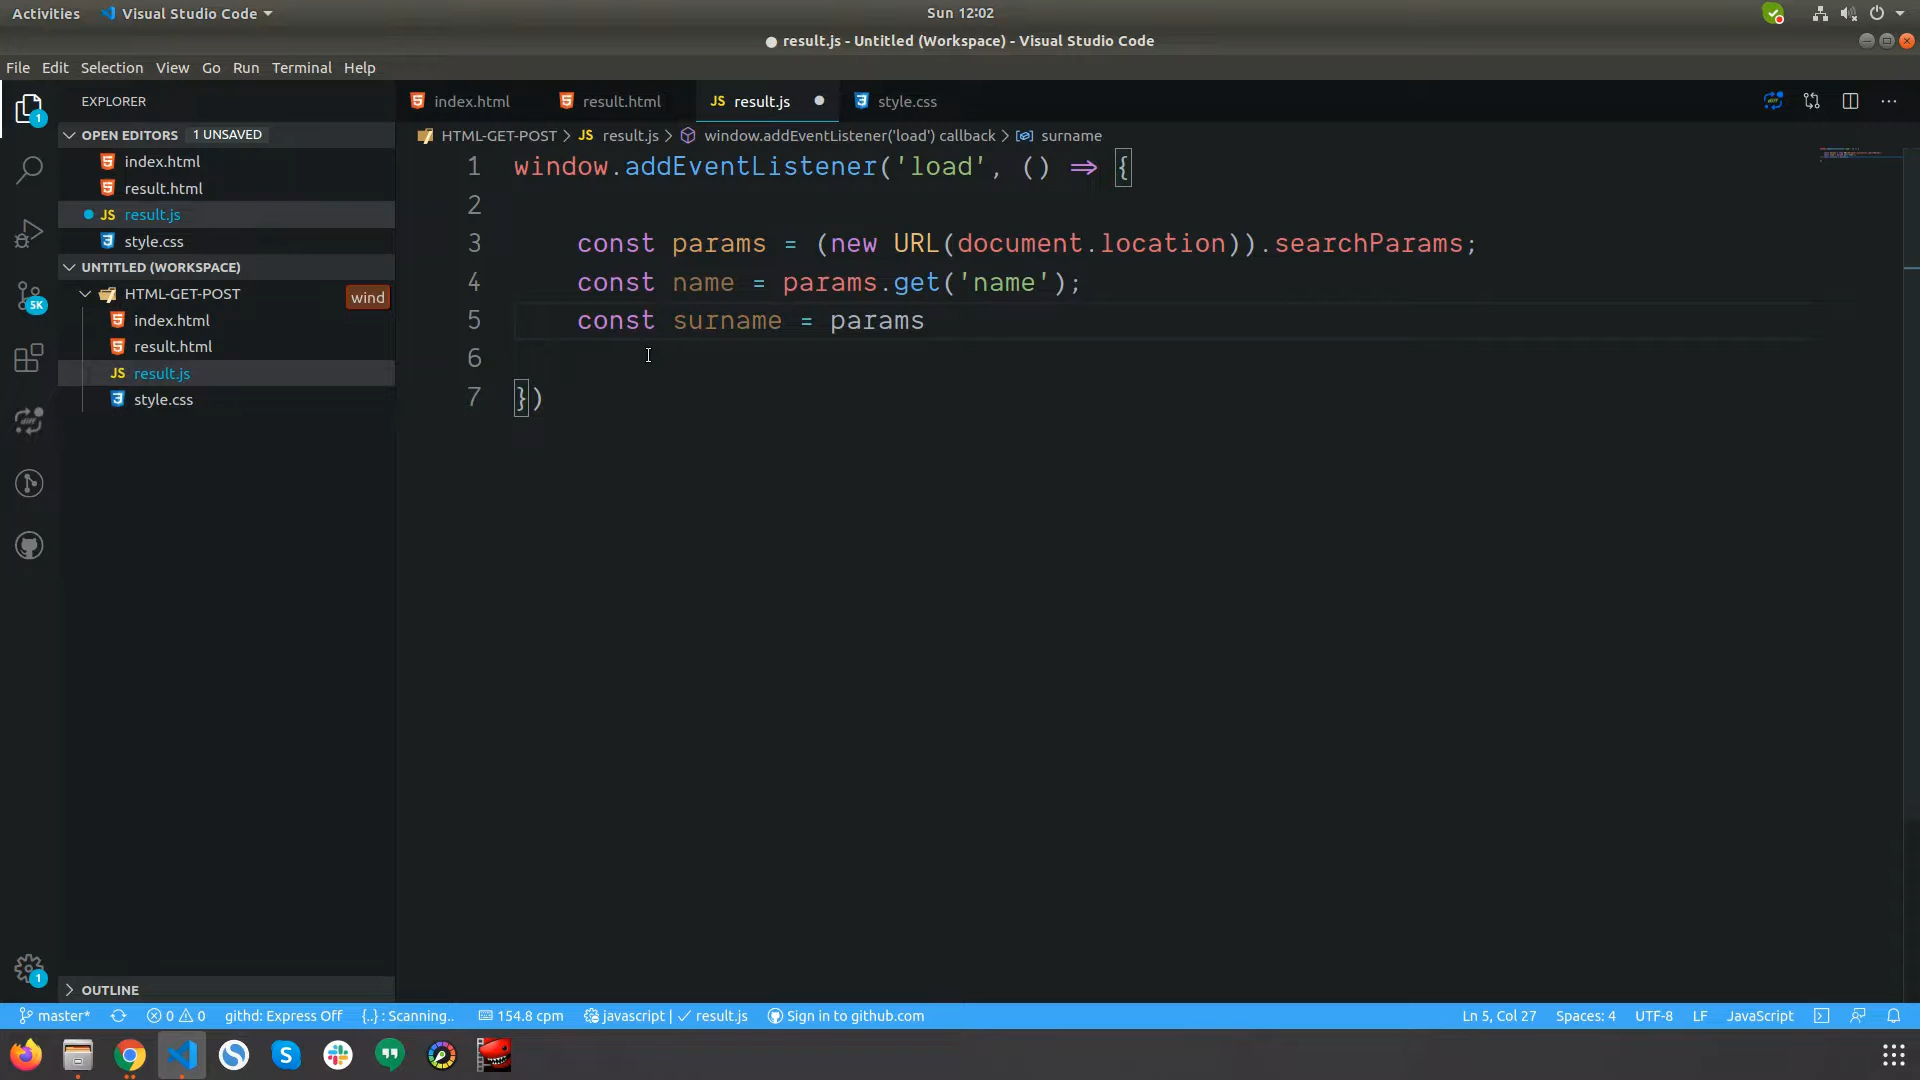 Activities Visual Studio Code Sun 12:02
● result.js - Untitled (Workspace) - Visual Studio Code
File Edit Selection View Go Run Terminal Help
EXPLORER
OPEN EDITORS 1 UNSAVED
index.html
result.html
JS result.js
style.css
UNTITLED (WORKSPACE)
HTML-GET-POST wind
index.html
result.html
JS result.js
style.css
OUTLINE
1
5K
1
index.html result.html JS result.js style.css
HTML-GET-POST > JS result.js > window.addEventListener('load') callback > surname
1 window.addEventListener('load', () => {
2
3 const params = (new URL(document.location)).searchParams;
4 const name = params.get('name');
5 const surname = params
6
7 })
master* 0 0 githd: Express Off {..} : Scanning.. 154.8 cpm javascript | ✓ result.js Sign in to github.com Ln 5, Col 27 Spaces: 4 UTF-8 LF JavaScript